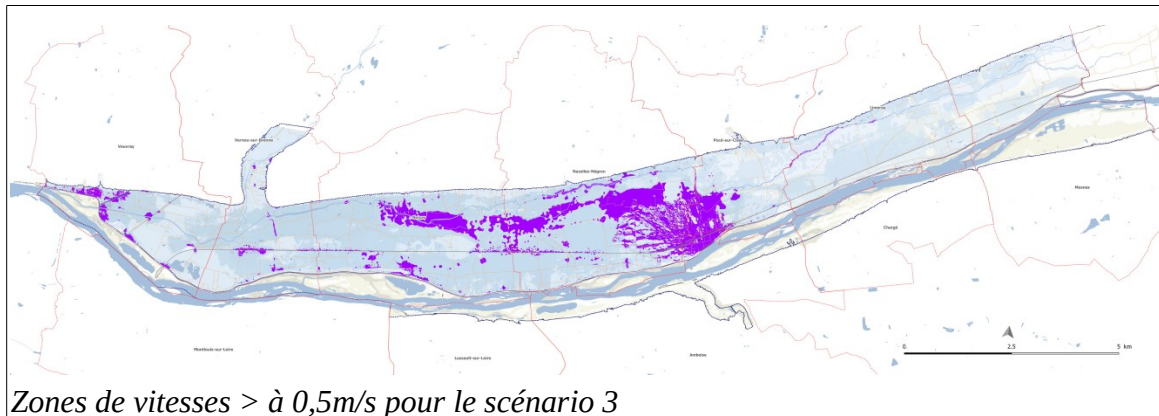 Vouvray
Vernou-sur-Brenne
Noizay
Nazelles-Négron
Pocé-sur-Cisse
Limeray
Mosnes
Chargé
Montlouis-sur-Loire
Lussault-sur-Loire
Amboise
0 2.5 5 km
Zones de vitesses > à 0,5m/s pour le scénario 3